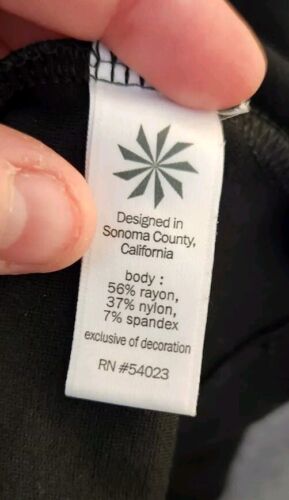 Designed in
Sonoma County,
California
body :
56% rayon,
37% nylon,
7% spandex
exclusive of decoration
RN #54023